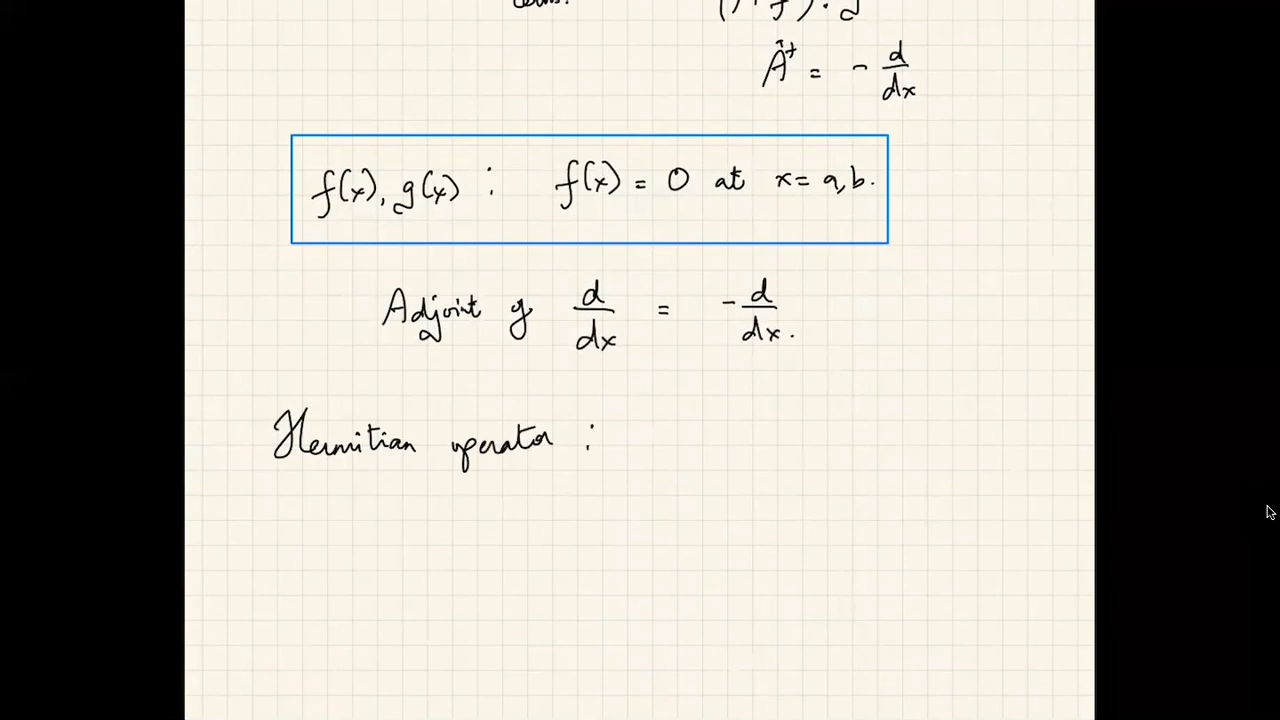 Â† = - d/dx
f(x), g(x) : f(x) = 0 at x = a, b.
Adjoint of d/dx = - d/dx.
Hermitian operator :